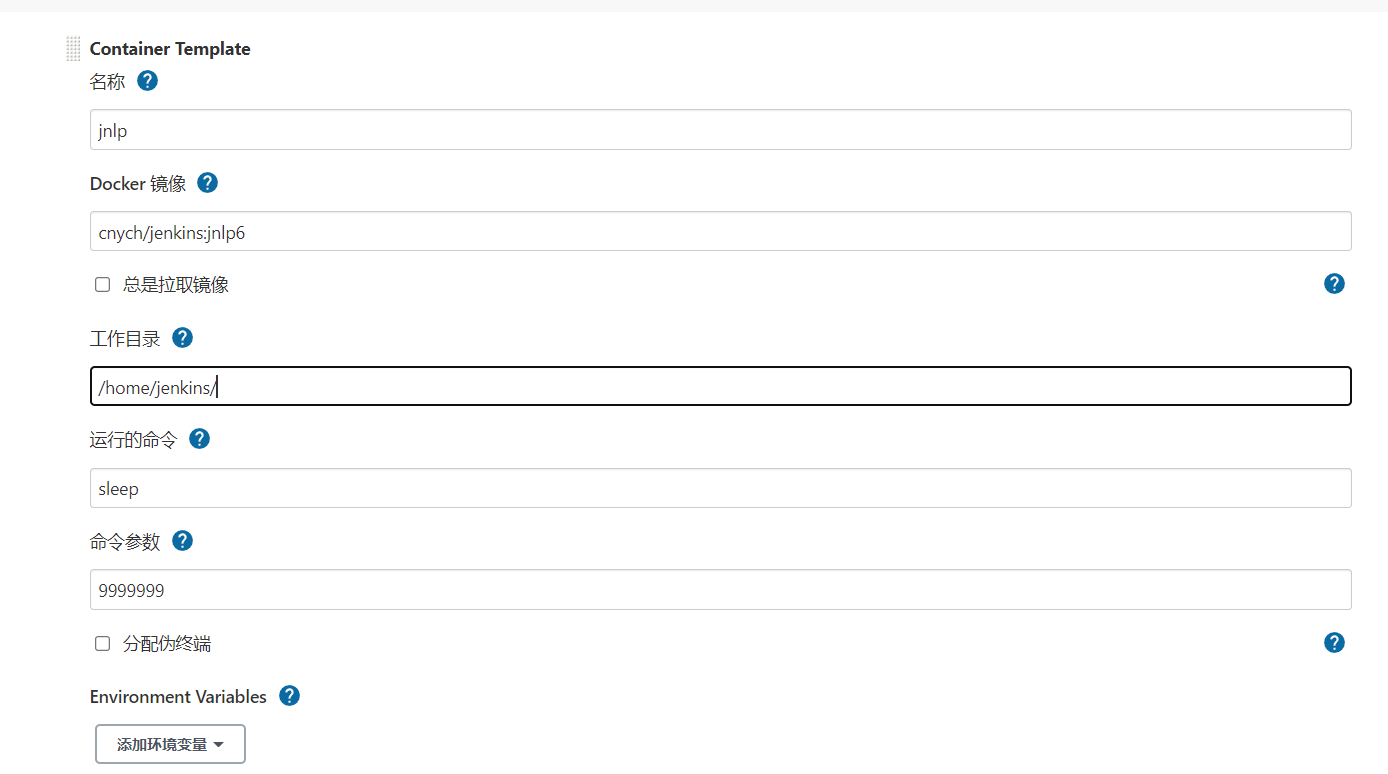 Container Template
名称
jnlp
Docker 镜像
cnych/jenkins:jnlp6
总是拉取镜像
工作目录
/home/jenkins/
运行的命令
sleep
命令参数
9999999
分配伪终端
Environment Variables
添加环境变量